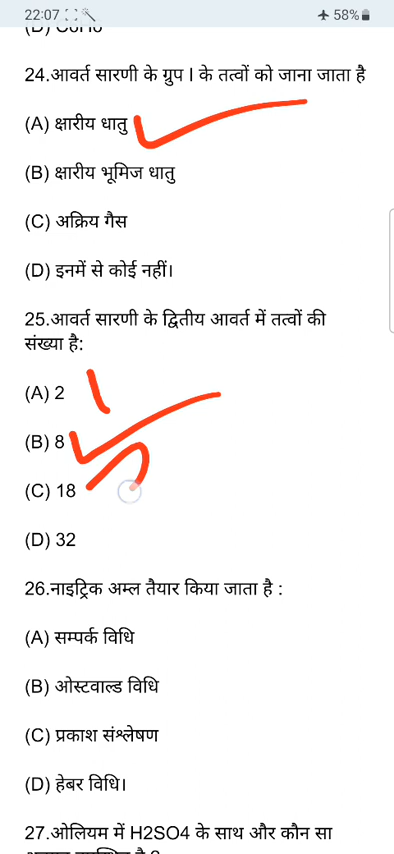 22:07
58%
24.आवर्त सारणी के ग्रुप I के तत्वों को जाना जाता है
(A) क्षारीय धातु
(B) क्षारीय भूमिज धातु
(C) अक्रिय गैस
(D) इनमें से कोई नहीं।
25.आवर्त सारणी के द्वितीय आवर्त में तत्वों की
संख्या है:
(A) 2
(B) 8
(C) 18
(D) 32
26.नाइट्रिक अम्ल तैयार किया जाता है :
(A) सम्पर्क विधि
(B) ओस्टवाल्ड विधि
(C) प्रकाश संश्लेषण
(D) हेबर विधि।
27.ओलियम में H2SO4 के साथ और कौन सा